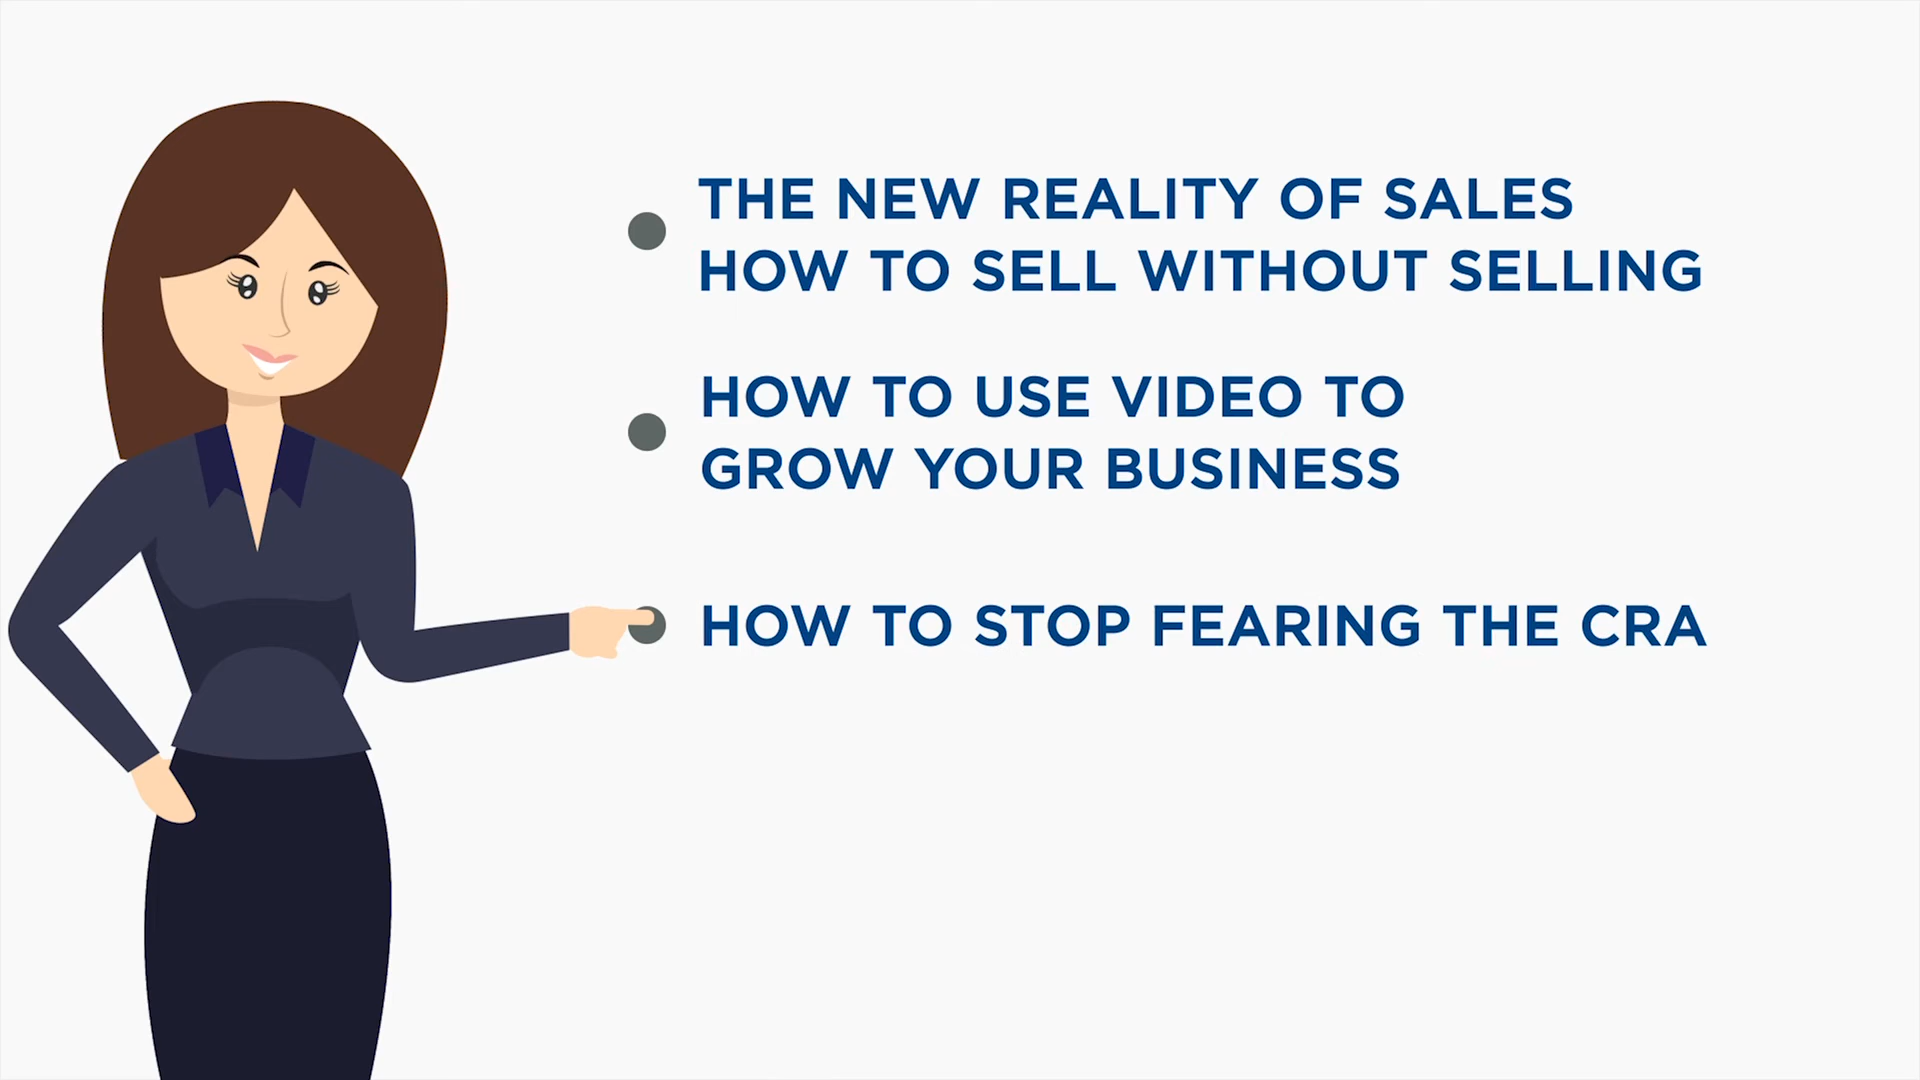 THE NEW REALITY OF SALES
HOW TO SELL WITHOUT SELLING
HOW TO USE VIDEO TO
GROW YOUR BUSINESS
HOW TO STOP FEARING THE CRA